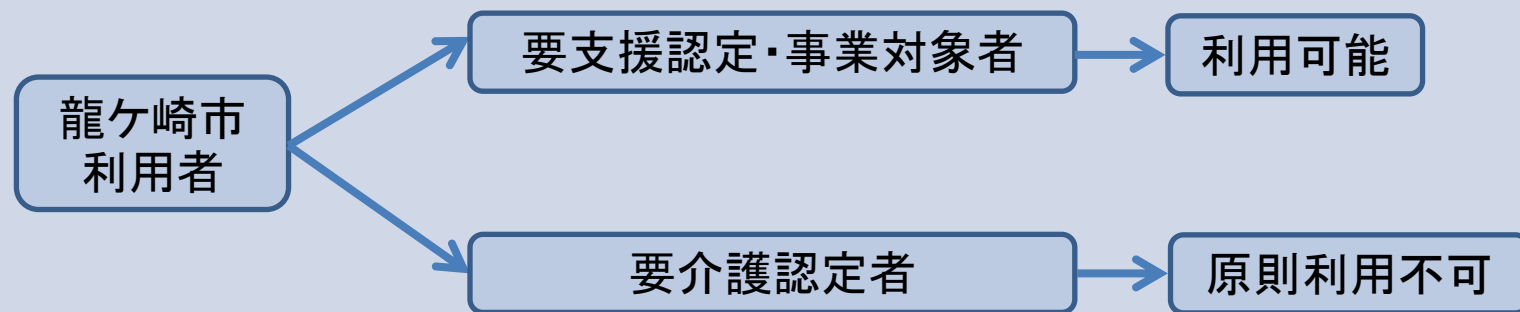 要支援認定・事業対象者
利用可能
龍ケ崎市
利用者
要介護認定者
原則利用不可